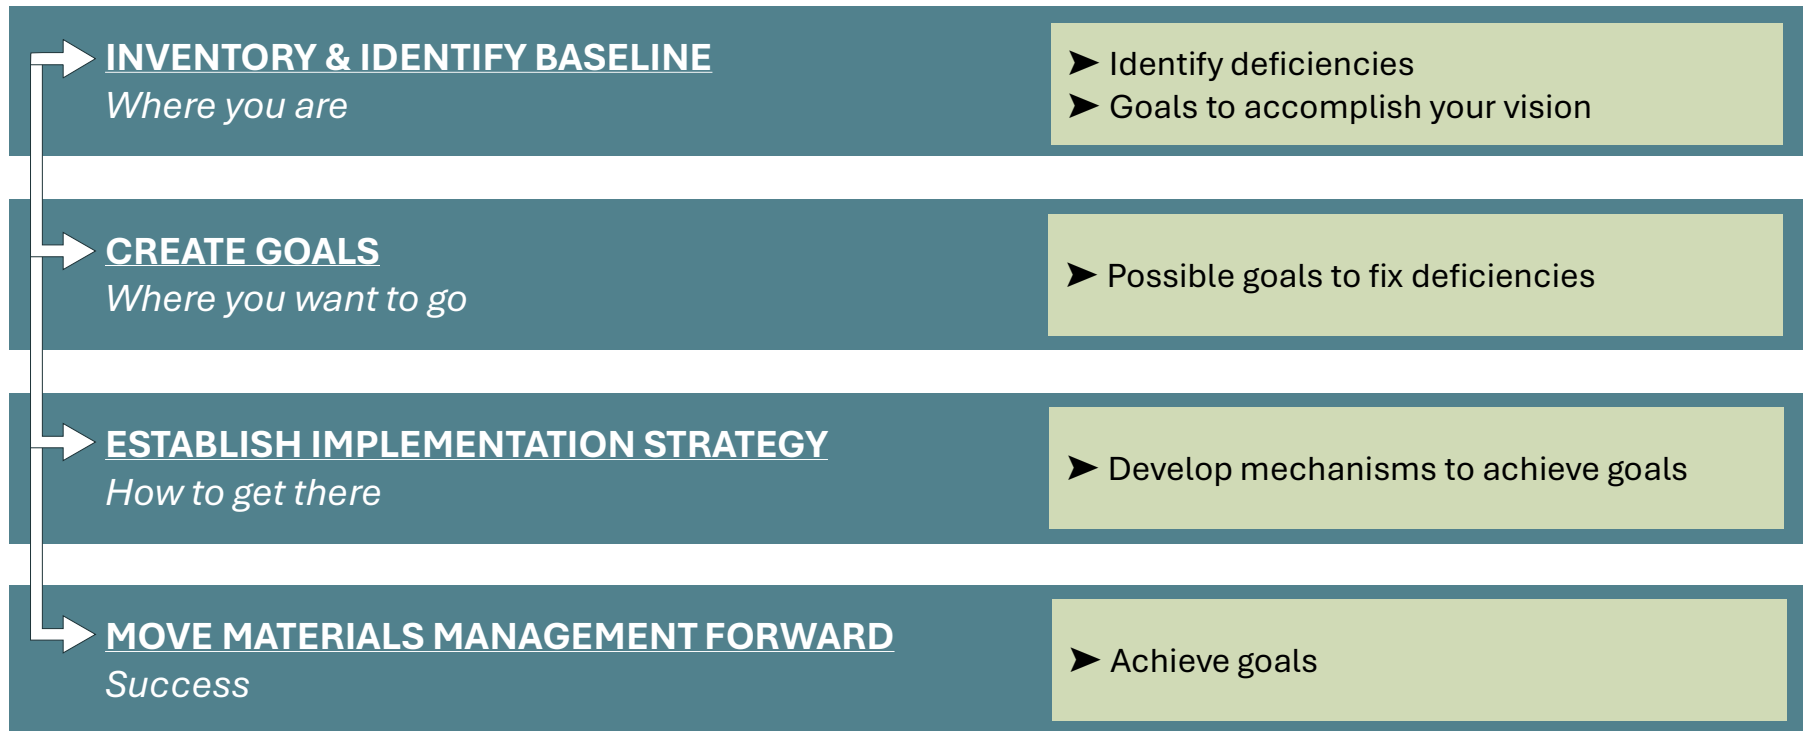 INVENTORY & IDENTIFY BASELINE
Where you are
➤ Identify deficiencies
➤ Goals to accomplish your vision
CREATE GOALS
Where you want to go
➤ Possible goals to fix deficiencies
ESTABLISH IMPLEMENTATION STRATEGY
How to get there
➤ Develop mechanisms to achieve goals
MOVE MATERIALS MANAGEMENT FORWARD
Success
➤ Achieve goals